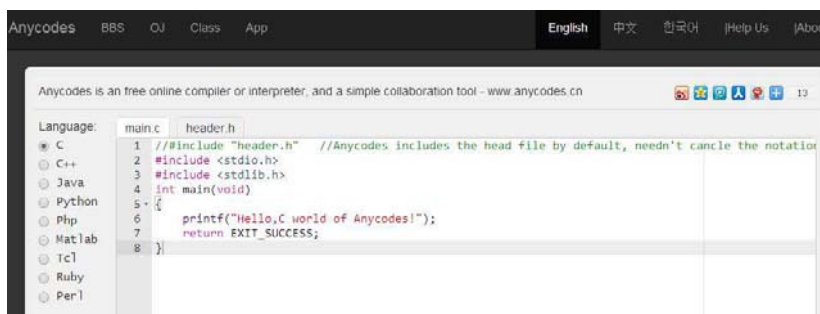 Anycodes BBS OJ Class App English 中文 한국어 |Help Us |Abo
Anycodes is an free online compiler or interpreter, and a simple collaboration tool - www.anycodes.cn 13
Language: main.c header.h
C
C++
Java
Python
Php
Matlab
Tcl
Ruby
Perl
1 //#include "header.h" //Anycodes includes the head file by default, needn't cancle the notation
2 #include <stdio.h>
3 #include <stdlib.h>
4 int main(void)
5 {
6 printf("Hello,C world of Anycodes!");
7 return EXIT_SUCCESS;
8 }